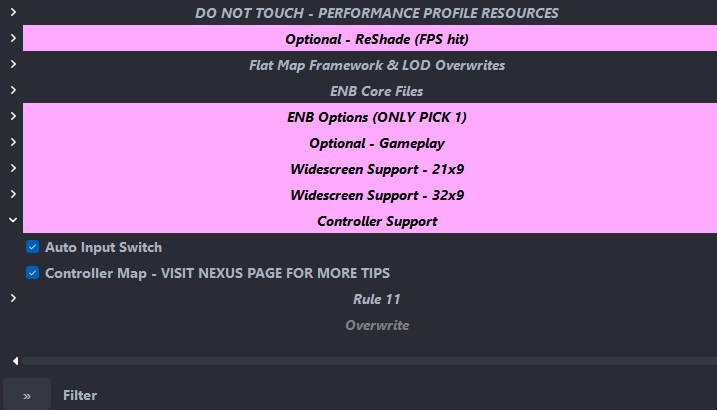 DO NOT TOUCH - PERFORMANCE PROFILE RESOURCES
Optional - ReShade (FPS hit)
Flat Map Framework & LOD Overwrites
ENB Core Files
ENB Options (ONLY PICK 1)
Optional - Gameplay
Widescreen Support - 21x9
Widescreen Support - 32x9
Controller Support
Auto Input Switch
Controller Map - VISIT NEXUS PAGE FOR MORE TIPS
Rule 11
Overwrite
» Filter